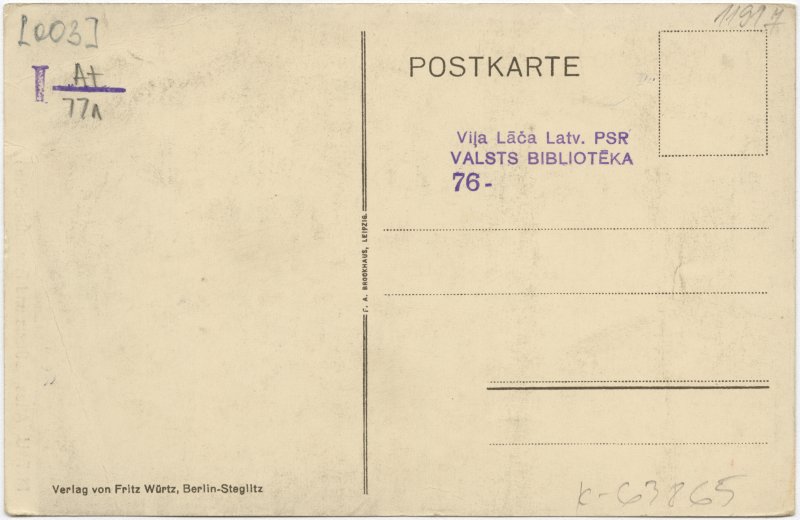 [003]
I At
77a
11917
POSTKARTE
Viļa Lāča Latv. PSR
VALSTS BIBLIOTĒKA
76-
F. A. BROCKHAUS, LEIPZIG.
Verlag von Fritz Würtz, Berlin-Steglitz
K-63865